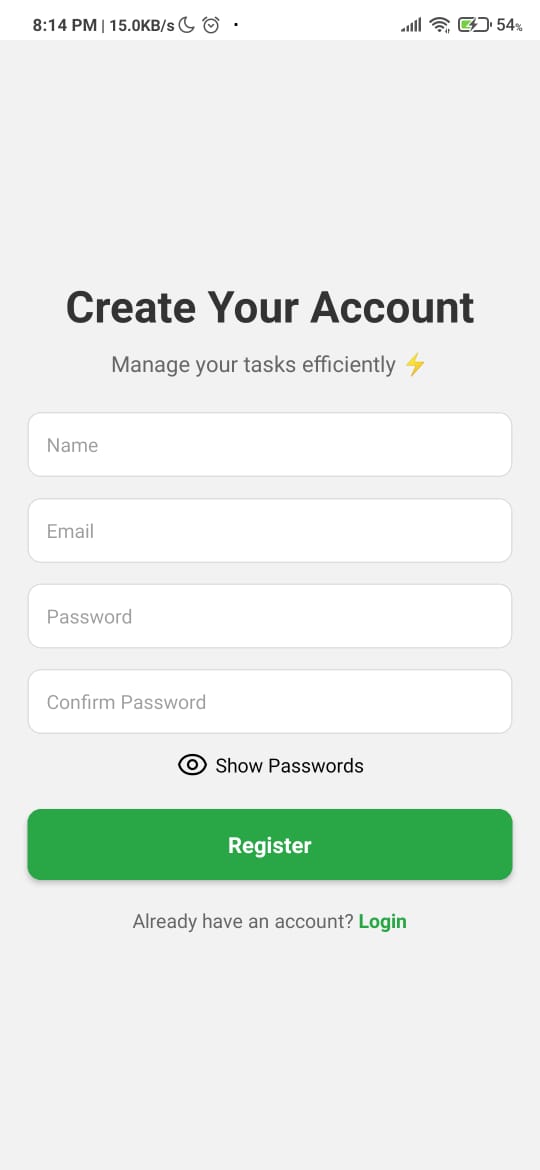 8:14 PM | 15.0KB/s 54%
Create Your Account
Manage your tasks efficiently ⚡
Name
Email
Password
Confirm Password
Show Passwords
Register
Already have an account? Login